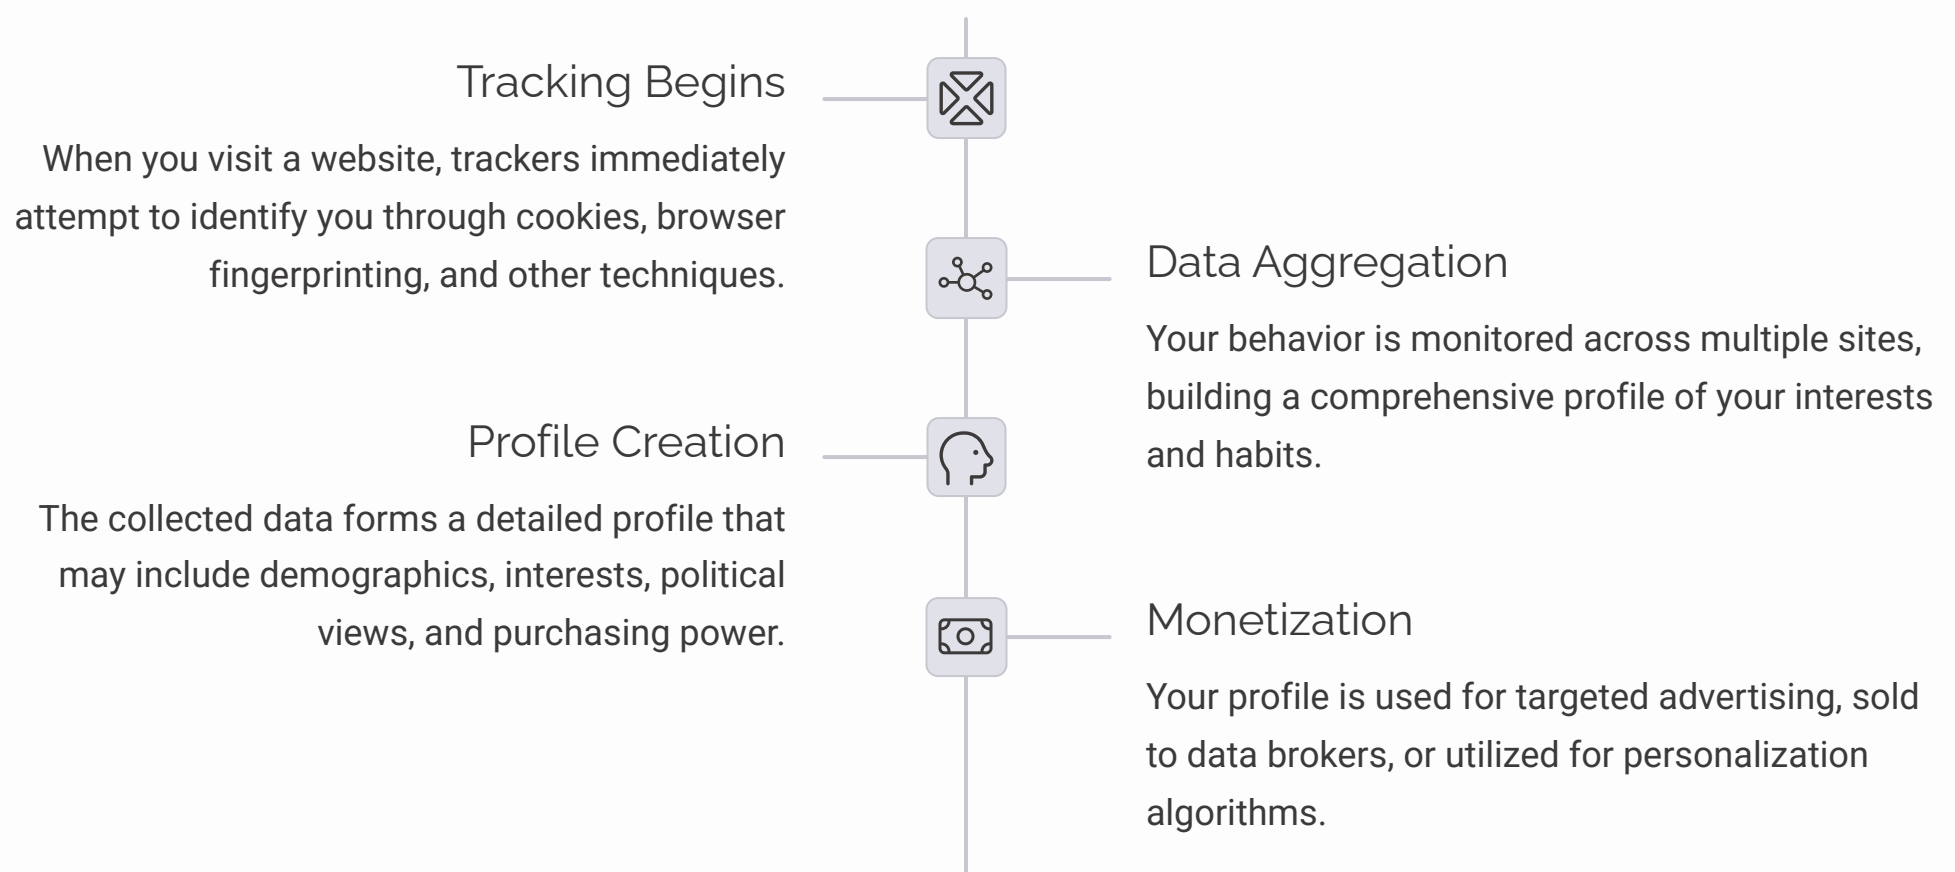 Tracking Begins
When you visit a website, trackers immediately
attempt to identify you through cookies, browser
fingerprinting, and other techniques.
Data Aggregation
Your behavior is monitored across multiple sites,
building a comprehensive profile of your interests
and habits.
Profile Creation
The collected data forms a detailed profile that
may include demographics, interests, political
views, and purchasing power.
Monetization
Your profile is used for targeted advertising, sold
to data brokers, or utilized for personalization
algorithms.